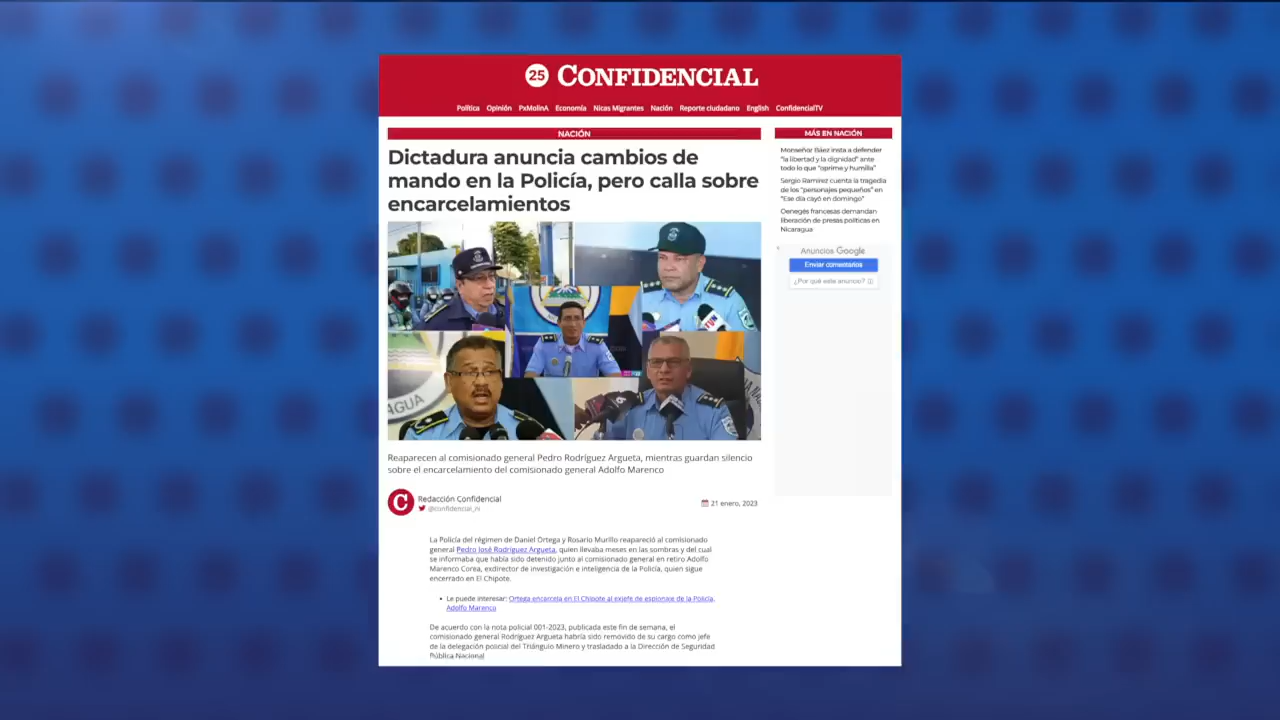 25 CONFIDENCIAL
Política Opinión PxMolinA Economía Nicas Migrantes Nación Reporte ciudadano English ConfidencialTV
NACIÓN
Dictadura anuncia cambios de
mando en la Policía, pero calla sobre
encarcelamientos
AGUA
Reaparecen al comisionado general Pedro Rodríguez Argueta, mientras guardan silencio
sobre el encarcelamiento del comisionado general Adolfo Marenco
C Redacción Confidencial
@confidencial_ni
21 enero, 2023
La Policía del régimen de Daniel Ortega y Rosario Murillo reapareció al comisionado
general Pedro José Rodríguez Argueta, quien llevaba meses en las sombras y del cual
se informaba que había sido detenido junto al comisionado general en retiro Adolfo
Marenco Corea, exdirector de investigación e inteligencia de la Policía, quien sigue
encerrado en El Chipote.
• Le puede interesar: Ortega encarcela en El Chipote al exjefe de espionaje de la Policía,
Adolfo Marenco
De acuerdo con la nota policial 001-2023, publicada este fin de semana, el
comisionado general Rodríguez Argueta habría sido removido de su cargo como jefe
de la delegación policial del Triángulo Minero y trasladado a la Dirección de Seguridad
Pública Nacional
MÁS EN NACIÓN
Monseñor Báez insta a defender
"la libertad y la dignidad" ante
todo lo que "oprime y humilla"
Sergio Ramírez cuenta la tragedia
de los "personajes pequeños" en
"Ese día cayó en domingo"
Oenegés francesas demandan
liberación de presas políticas en
Nicaragua
Anuncios Google
Enviar comentarios
¿Por qué este anuncio?